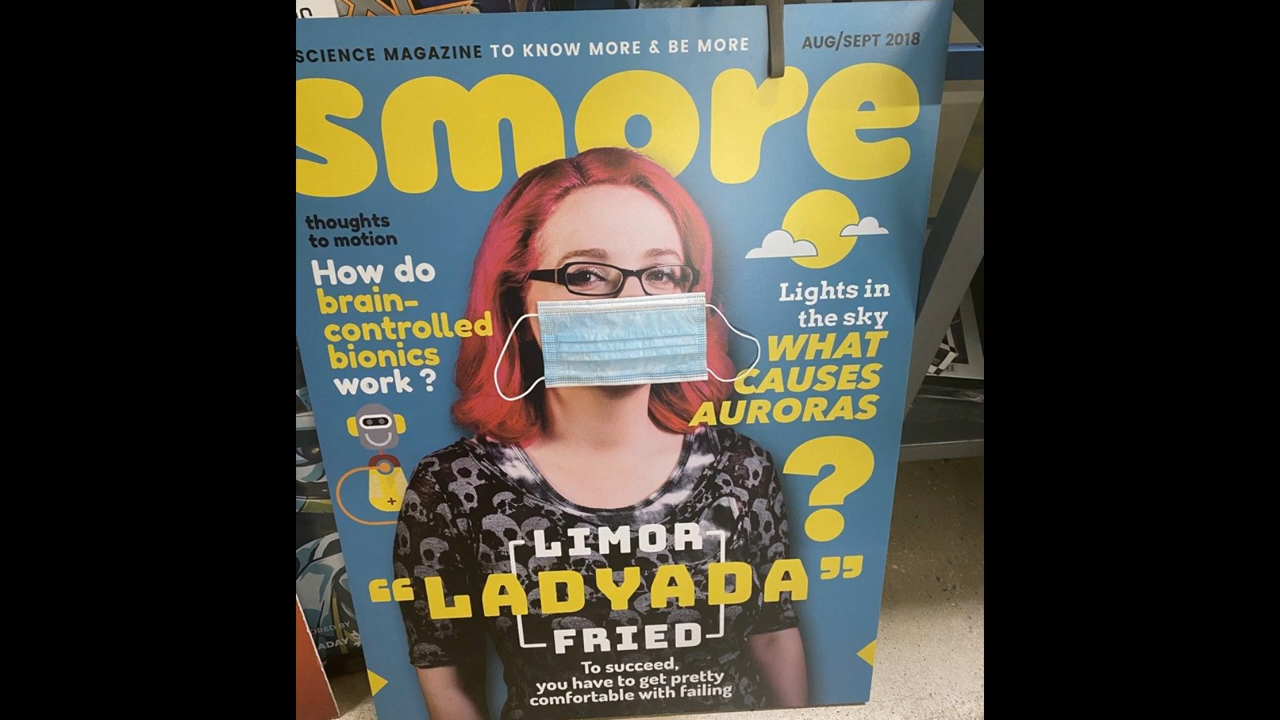 SCIENCE MAGAZINE TO KNOW MORE & BE MORE
AUG/SEPT 2018
smore
thoughts
to motion
How do
brain-
controlled
bionics
work ?
Lights in
the sky
WHAT
CAUSES
AURORAS
?
LIMOR
“LADYADA”
FRIED
To succeed,
you have to get pretty
comfortable with failing